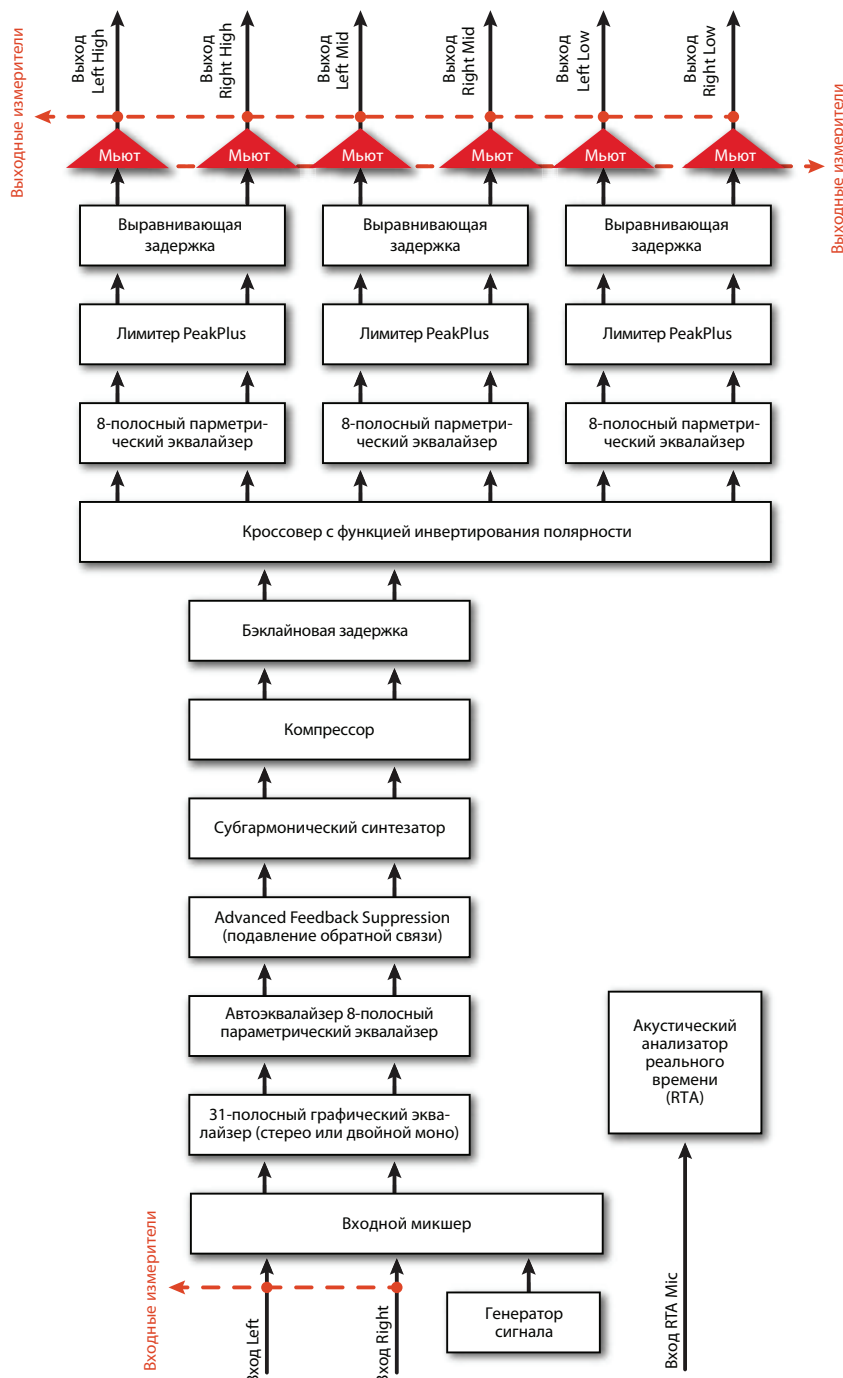 Выход
Left High
Выход
Right High
Выход
Left Mid
Выход
Right Mid
Выход
Left Low
Выход
Right Low
Выходные измерители
Выходные измерители
Мьют
Мьют
Мьют
Мьют
Мьют
Мьют
Выравнивающая
задержка
Выравнивающая
задержка
Выравнивающая
задержка
Лимитер PeakPlus
Лимитер PeakPlus
Лимитер PeakPlus
8-полосный парметри-
ческий эквалайзер
8-полосный парметри-
ческий эквалайзер
8-полосный парметри-
ческий эквалайзер
Кроссовер с функцией инвертирования полярности
Бэклайновая задержка
Компрессор
Субгармонический синтезатор
Advanced Feedback Suppression
(подавление обратной связи)
Автоэквалайзер 8-полосный
параметрический эквалайзер
Акустический
анализатор
реального
времени
(RTA)
31-полосный графический эква-
лайзер (стерео или двойной моно)
Входной микшер
Входные измерители
Вход Left
Вход Right
Генератор
сигнала
Вход RTA Mic